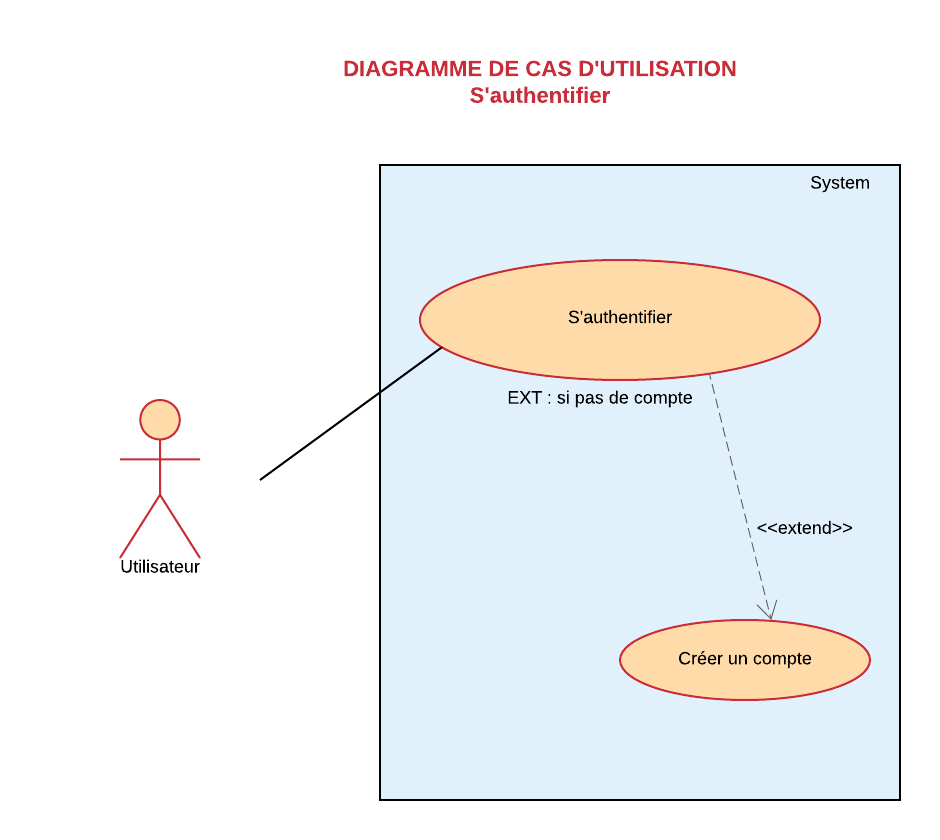 DIAGRAMME DE CAS D'UTILISATION
S'authentifier
System
S'authentifier
EXT : si pas de compte
<<extend>>
Utilisateur
Créer un compte